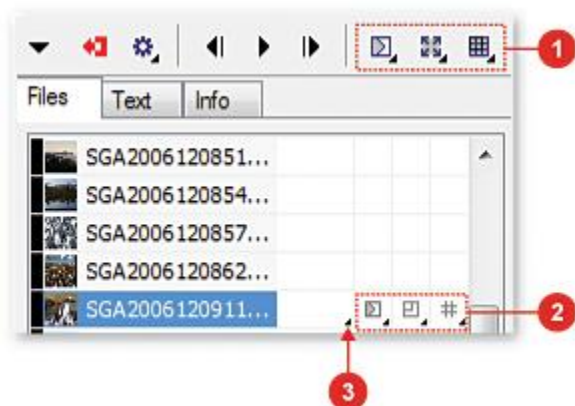 1
Files Text Info
SGA2006120851...
SGA2006120854...
SGA2006120857...
SGA2006120862...
SGA2006120911...
2
3